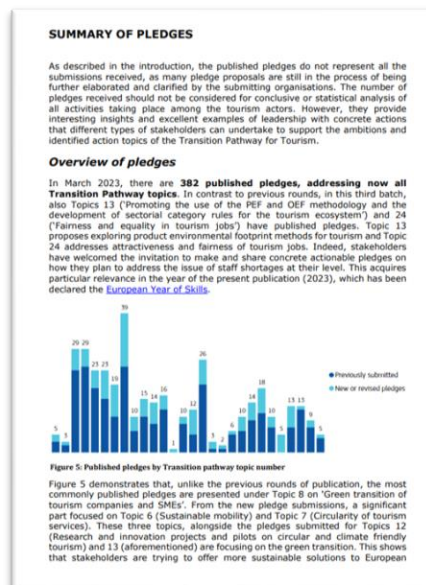 SUMMARY OF PLEDGES
As described in the introduction, the published pledges do not represent all the
submissions received, as many pledge proposals are still in the process of being
further elaborated and clarified by the submitting organisations. The number of
pledges received should not be considered for conclusive or statistical analysis of
all activities taking place among the tourism actors. However, they provide
interesting insights and excellent examples of leadership with concrete actions
that different types of stakeholders can undertake to support the ambitions and
identified action topics of the Transition Pathway for Tourism.
Overview of pledges
In March 2023, there are 382 published pledges, addressing now all
Transition Pathway topics. In contrast to previous rounds, in this third batch,
also Topics 13 ('Promoting the use of the PEF and OEF methodology and the
development of sectorial category rules for the tourism ecosystem') and 24
('Fairness and equality in tourism jobs') have published pledges. Topic 13
proposes exploring product environmental footprint methods for tourism and Topic
24 addresses attractiveness and fairness of tourism jobs. Indeed, stakeholders
have welcomed the invitation to make and share concrete actionable pledges on
how they plan to address the issue of staff shortages at their level. This acquires
particular relevance in the year of the present publication (2023), which has been
declared the European Year of Skills.
39
29 29
26
23 23
19
18
16
15
14
14
13 13
12
10
10
10
10
9
6
5
5
5
3
3
2
1
Previously submitted
New or revised pledges
Figure 5: Published pledges by Transition pathway topic number
Figure 5 demonstrates that, unlike the previous rounds of publication, the most
commonly published pledges are presented under Topic 8 on 'Green transition of
tourism companies and SMEs'. From the new pledge submissions, a significant
part focused on Topic 6 (Sustainable mobility) and Topic 7 (Circularity of tourism
services). These three topics, alongside the pledges submitted for Topics 12
(Research and innovation projects and pilots on circular and climate friendly
tourism) and 13 (aforementioned) are focusing on the green transition. This shows
that stakeholders are trying to offer more sustainable solutions to European